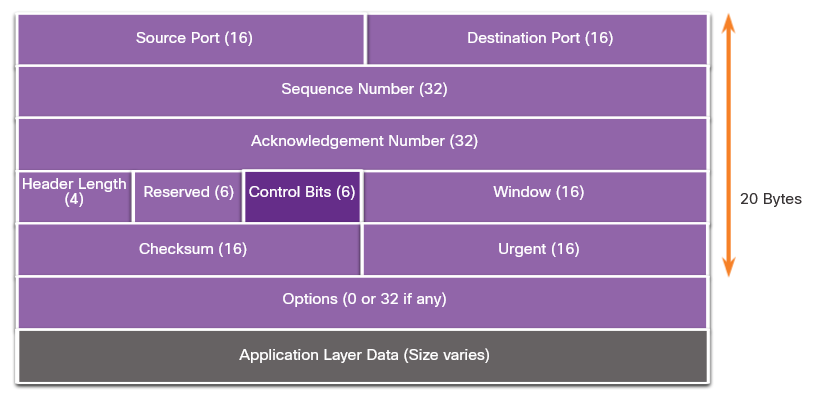 Source Port (16)
Destination Port (16)
Sequence Number (32)
Acknowledgement Number (32)
Header Length
(4)
Reserved (6)
Control Bits (6)
Window (16)
20 Bytes
Checksum (16)
Urgent (16)
Options (0 or 32 if any)
Application Layer Data (Size varies)